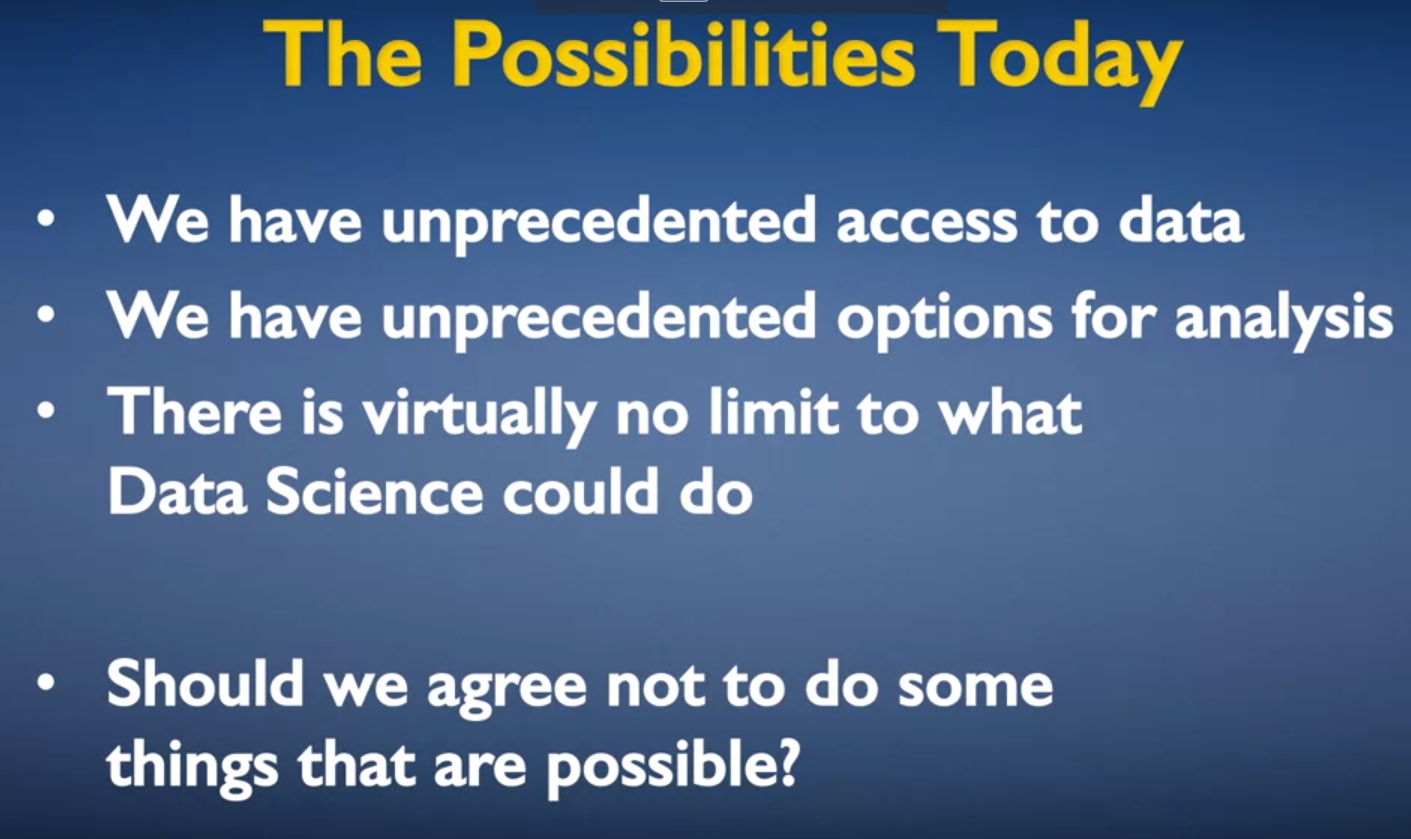 The Possibilities Today
• We have unprecedented access to data
• We have unprecedented options for analysis
• There is virtually no limit to what
Data Science could do
• Should we agree not to do some
things that are possible?